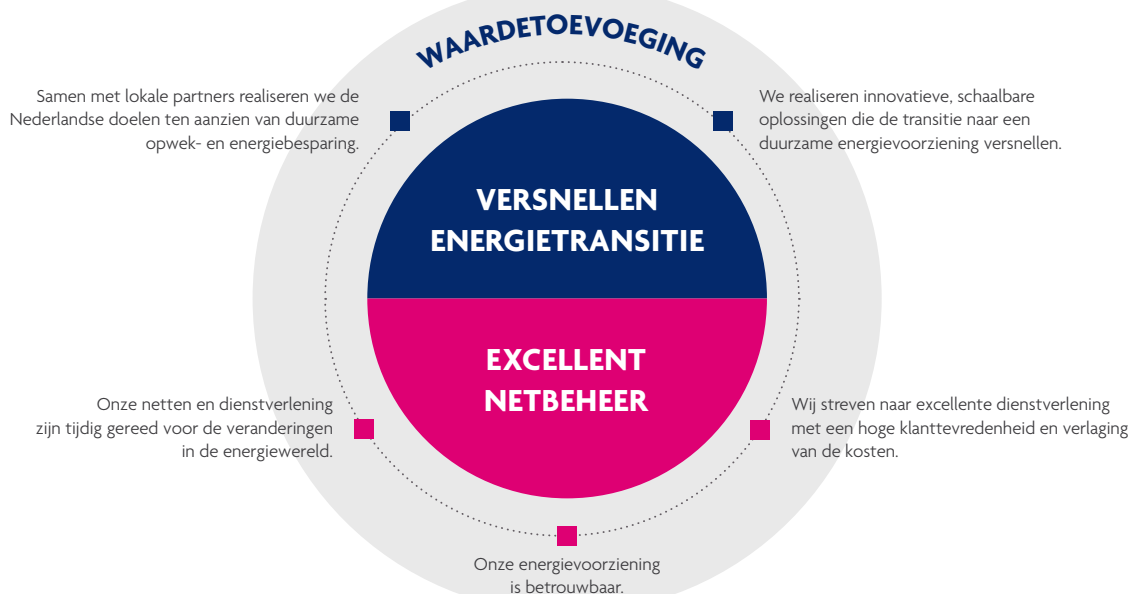 WAARDETOEVOEGING
Samen met lokale partners realiseren we de
Nederlandse doelen ten aanzien van duurzame
opwek- en energiebesparing.
We realiseren innovatieve, schaalbare
oplossingen die de transitie naar een
duurzame energievoorziening versnellen.
VERSNELLEN
ENERGIETRANSITIE
EXCELLENT
NETBEHEER
Onze netten en dienstverlening
zijn tijdig gereed voor de veranderingen
in de energiewereld.
Wij streven naar excellente dienstverlening
met een hoge klanttevredenheid en verlaging
van de kosten.
Onze energievoorziening
is betrouwbaar.